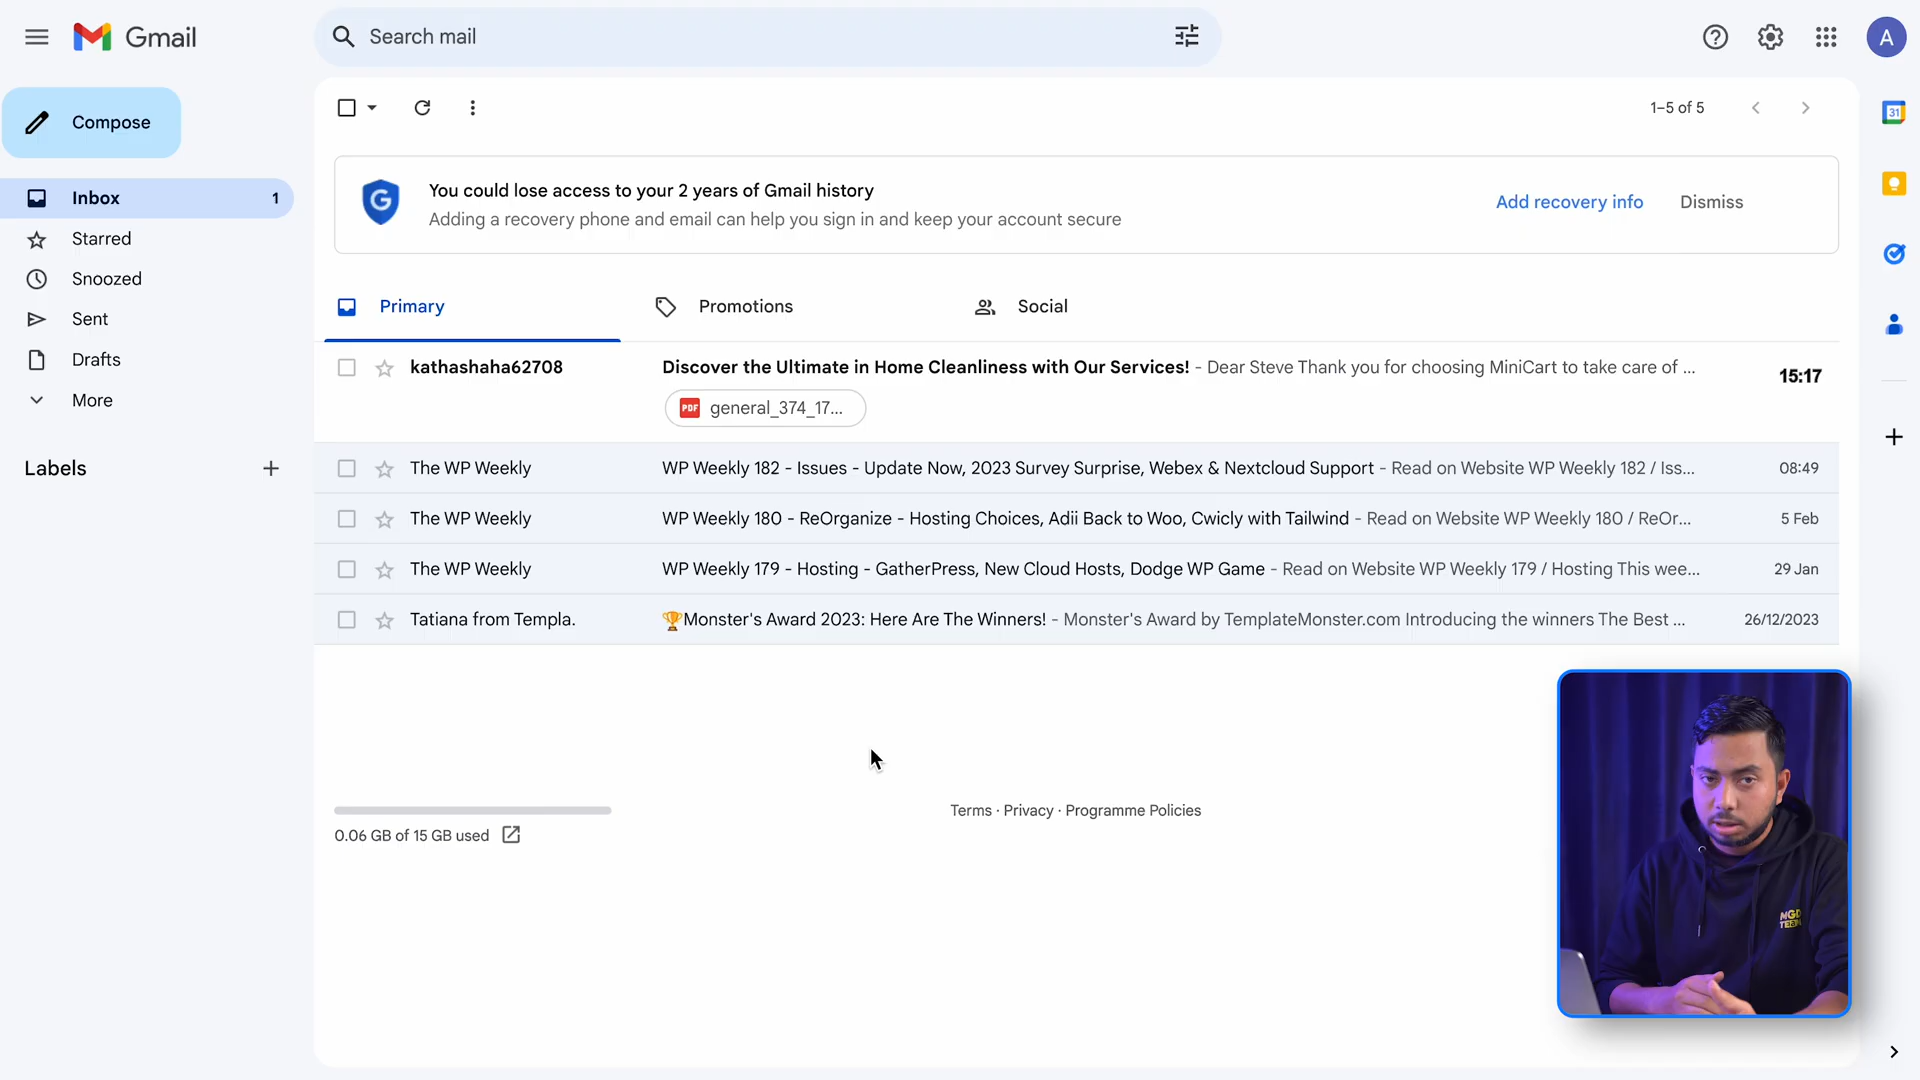 Gmail
Search mail
A
Compose
1–5 of 5
31
You could lose access to your 2 years of Gmail history
Adding a recovery phone and email can help you sign in and keep your account secure
Add recovery info
Dismiss
Inbox 1
Starred
Snoozed
Sent
Drafts
More
Labels
Primary
Promotions
Social
kathashaha62708 Discover the Ultimate in Home Cleanliness with Our Services! - Dear Steve Thank you for choosing MiniCart to take care of ... 15:17
PDF general_374_17...
The WP Weekly WP Weekly 182 - Issues - Update Now, 2023 Survey Surprise, Webex & Nextcloud Support - Read on Website WP Weekly 182 / Iss... 08:49
The WP Weekly WP Weekly 180 - ReOrganize - Hosting Choices, Adii Back to Woo, Cwicly with Tailwind - Read on Website WP Weekly 180 / ReOr... 5 Feb
The WP Weekly WP Weekly 179 - Hosting - GatherPress, New Cloud Hosts, Dodge WP Game - Read on Website WP Weekly 179 / Hosting This wee... 29 Jan
Tatiana from Templa. 🏆Monster's Award 2023: Here Are The Winners! - Monster's Award by TemplateMonster.com Introducing the winners The Best ... 26/12/2023
Terms · Privacy · Programme Policies
0.06 GB of 15 GB used